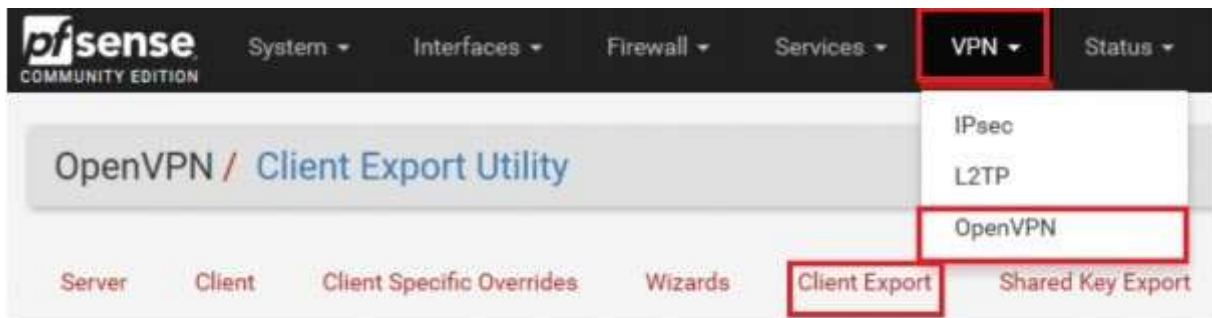 pfsense System Interfaces Firewall Services VPN Status
COMMUNITY EDITION
IPsec
OpenVPN / Client Export Utility
L2TP
OpenVPN
Server Client Client Specific Overrides Wizards Client Export Shared Key Export